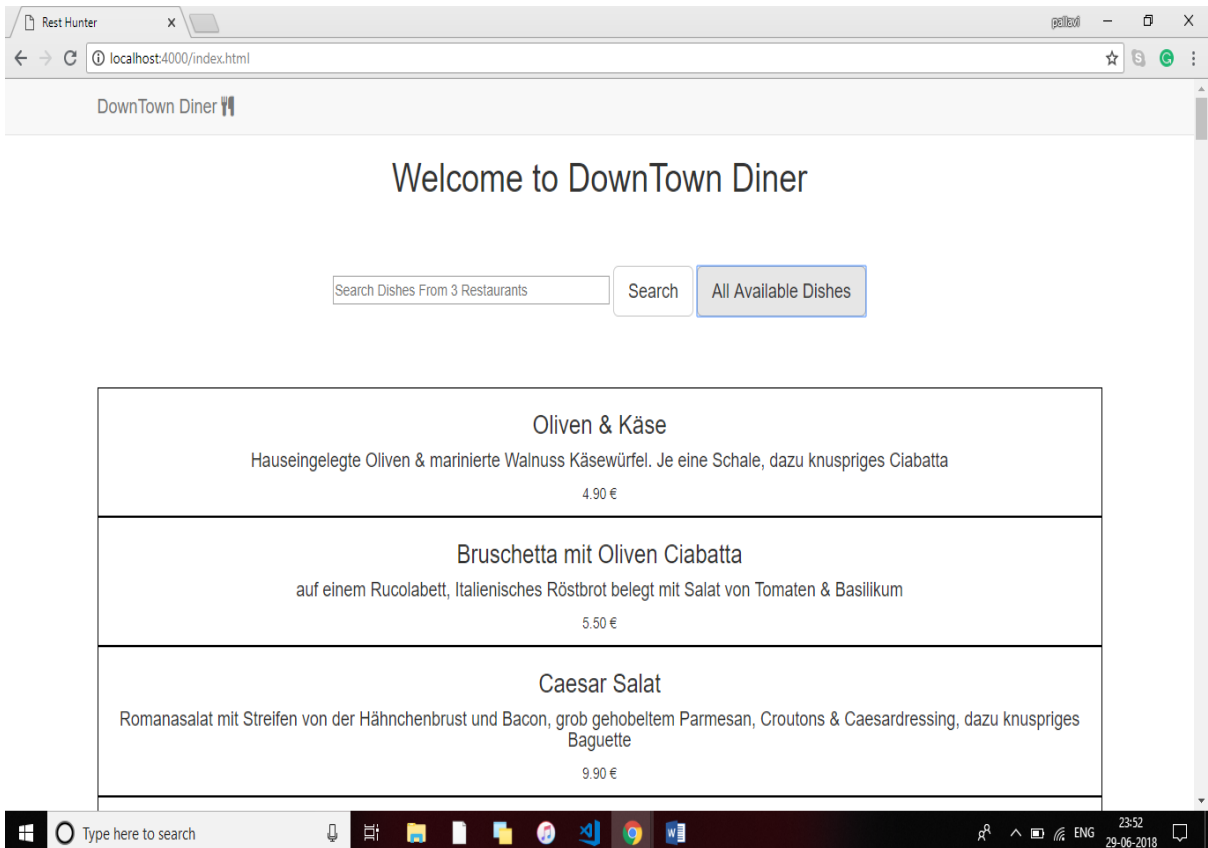 Rest Hunter
pallavi
localhost:4000/index.html
DownTown Diner
Welcome to DownTown Diner
Search Dishes From 3 Restaurants
Search
All Available Dishes
Oliven & Käse
Hauseingelegte Oliven & marinierte Walnuss Käsewürfel. Je eine Schale, dazu knuspriges Ciabatta
4.90 €
Bruschetta mit Oliven Ciabatta
auf einem Rucolabett, Italienisches Röstbrot belegt mit Salat von Tomaten & Basilikum
5.50 €
Caesar Salat
Romanasalat mit Streifen von der Hähnchenbrust und Bacon, grob gehobeltem Parmesan, Croutons & Caesardressing, dazu knuspriges
Baguette
9.90 €
Type here to search
ENG
23:52
29-06-2018